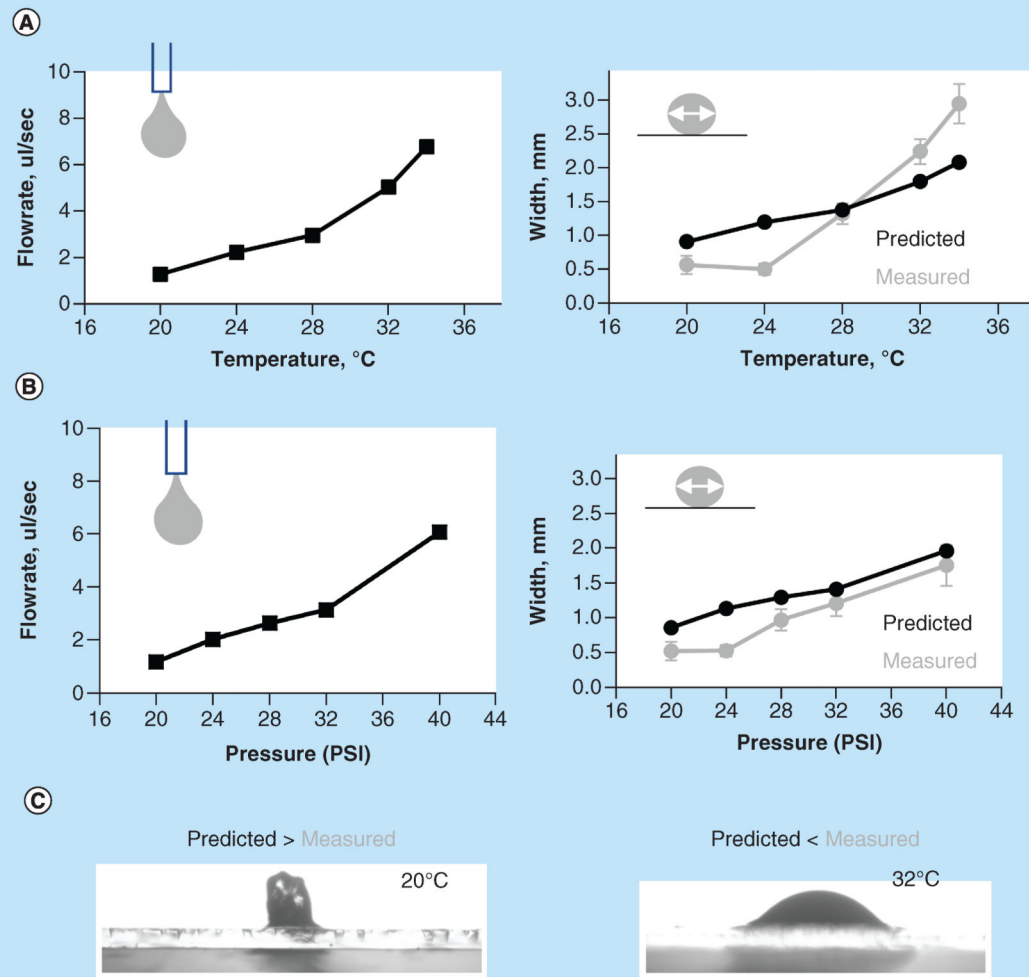 A
Flowrate, ul/sec
10
8
6
4
2
0
16 20 24 28 32 36
Temperature, °C
Width, mm
3.0
2.5
2.0
1.5
1.0
0.5
0.0
Predicted
Measured
16 20 24 28 32 36
Temperature, °C
B
Flowrate, ul/sec
10
8
6
4
2
0
16 20 24 28 32 36 40 44
Pressure (PSI)
Width, mm
3.0
2.5
2.0
1.5
1.0
0.5
0.0
Predicted
Measured
16 20 24 28 32 36 40 44
Pressure (PSI)
C
Predicted > Measured
20°C
Predicted < Measured
32°C